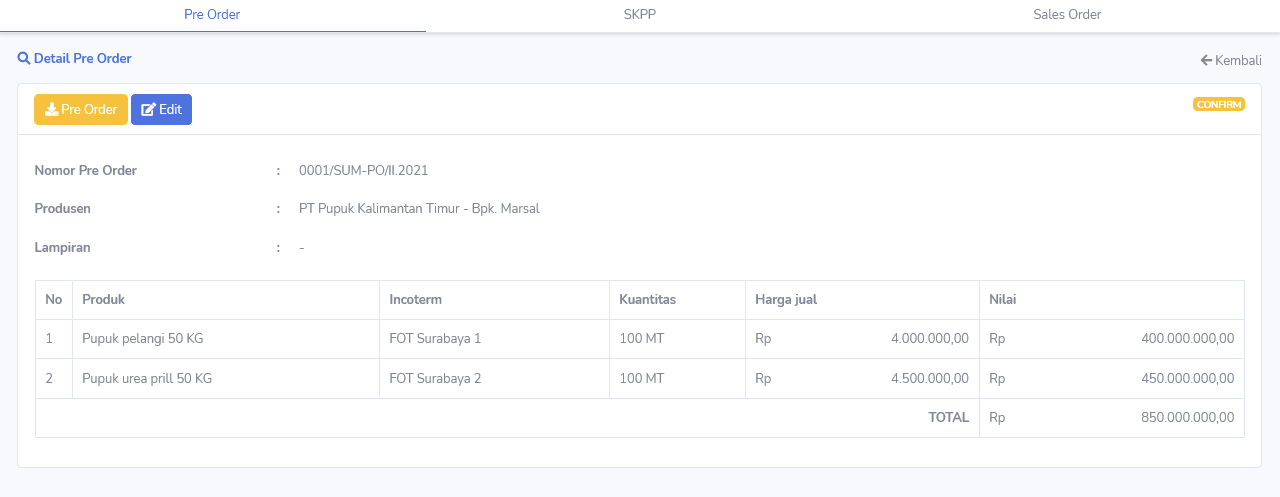 Pre Order SKPP Sales Order
Detail Pre Order Kembali
Pre Order Edit CONFIRM
Nomor Pre Order : 0001/SUM-PO/II.2021
Produsen : PT Pupuk Kalimantan Timur - Bpk. Marsal
Lampiran : -
No Produk Incoterm Kuantitas Harga jual Nilai
1 Pupuk pelangi 50 KG FOT Surabaya 1 100 MT Rp 4.000.000,00 Rp 400.000.000,00
2 Pupuk urea prill 50 KG FOT Surabaya 2 100 MT Rp 4.500.000,00 Rp 450.000.000,00
TOTAL Rp 850.000.000,00